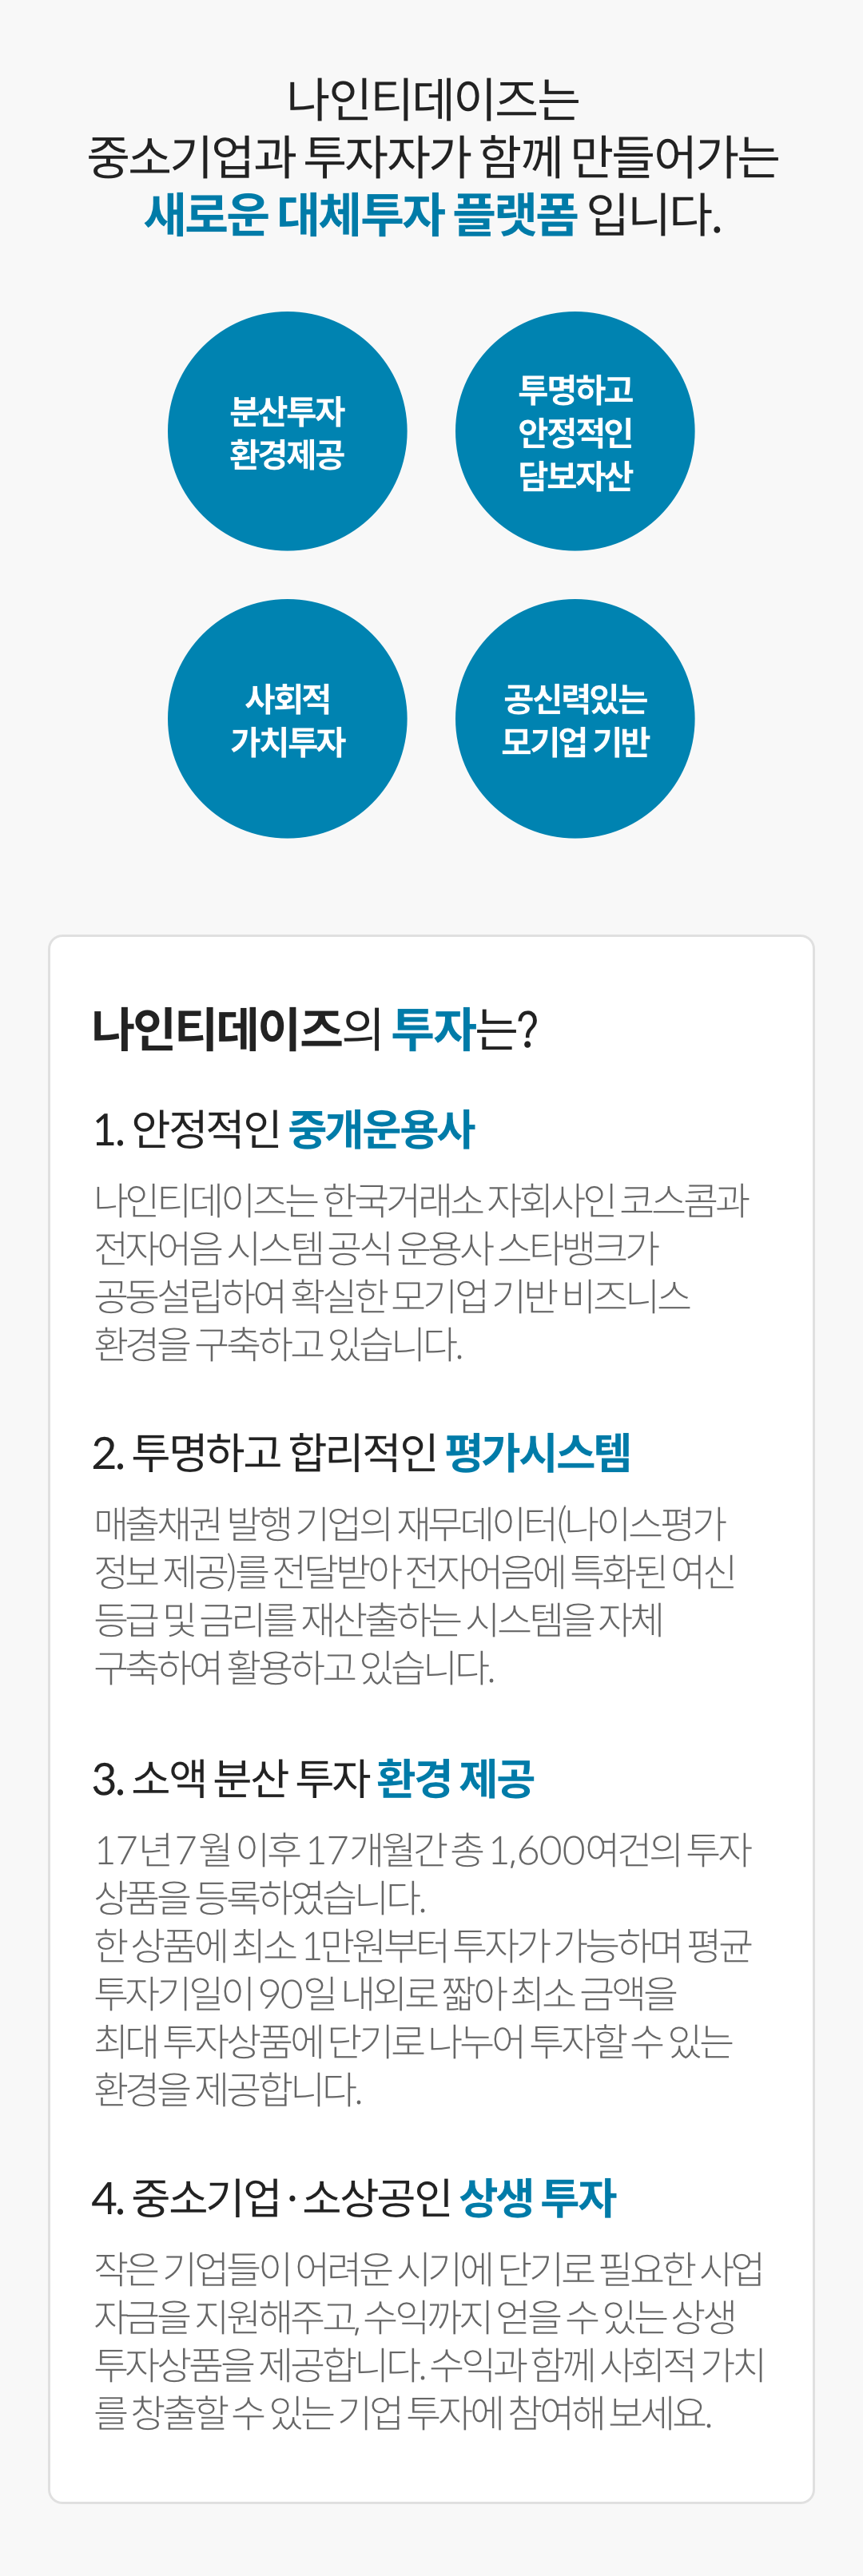 나인티데이즈는
중소기업과 투자자가 함께 만들어가는
새로운 대체투자 플랫폼 입니다.
분산투자
환경제공
투명하고
안정적인
담보자산
사회적
가치투자
공신력있는
모기업 기반
나인티데이즈의 투자는?
1. 안정적인 중개운용사
나인티데이즈는 한국거래소 자회사인 코스콤과
전자어음 시스템 공식 운용사 스타뱅크가
공동설립하여 확실한 모기업 기반 비즈니스
환경을 구축하고 있습니다.
2. 투명하고 합리적인 평가시스템
매출채권 발행 기업의 재무데이터(나이스평가
정보 제공)를 전달받아 전자어음에 특화된 여신
등급 및 금리를 재산출하는 시스템을 자체
구축하여 활용하고 있습니다.
3. 소액 분산 투자 환경 제공
17년 7월 이후 17개월간 총 1,600여건의 투자
상품을 등록하였습니다.
한 상품에 최소 1만원부터 투자가 가능하며 평균
투자기일이 90일 내외로 짧아 최소 금액을
최대 투자상품에 단기로 나누어 투자할 수 있는
환경을 제공합니다.
4. 중소기업 · 소상공인 상생 투자
작은 기업들이 어려운 시기에 단기로 필요한 사업
자금을 지원해주고, 수익까지 얻을 수 있는 상생
투자상품을 제공합니다. 수익과 함께 사회적 가치
를 창출할 수 있는 기업 투자에 참여해 보세요.